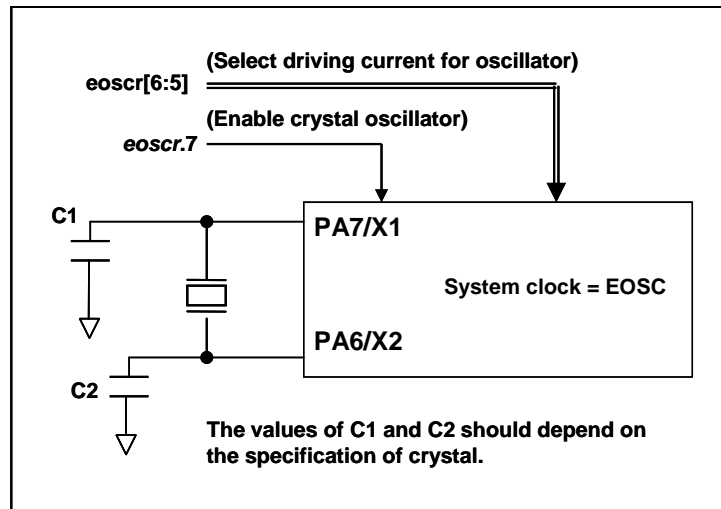 (Select driving current for oscillator)
eoscr[6:5]
(Enable crystal oscillator)
eoscr.7
C1
PA7/X1
System clock = EOSC
PA6/X2
C2
The values of C1 and C2 should depend on
the specification of crystal.